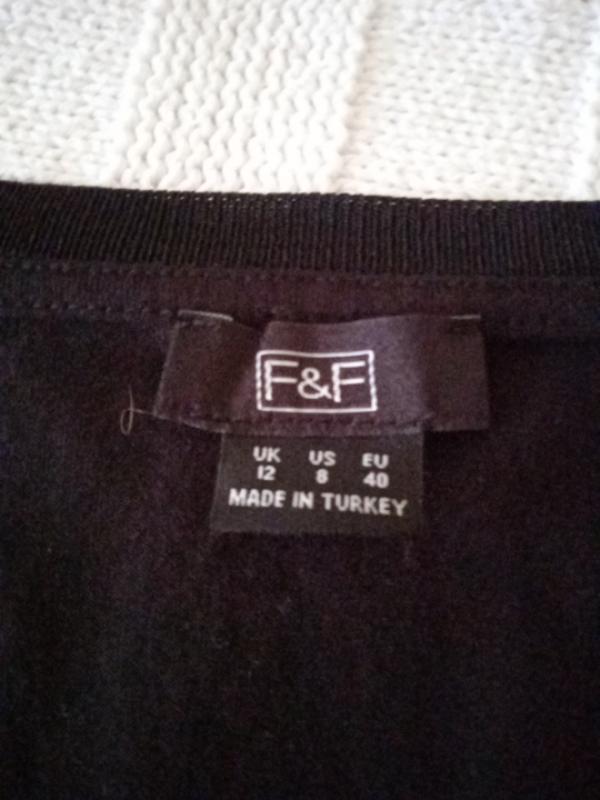 F&F
UK US EU
12 8 40
MADE IN TURKEY